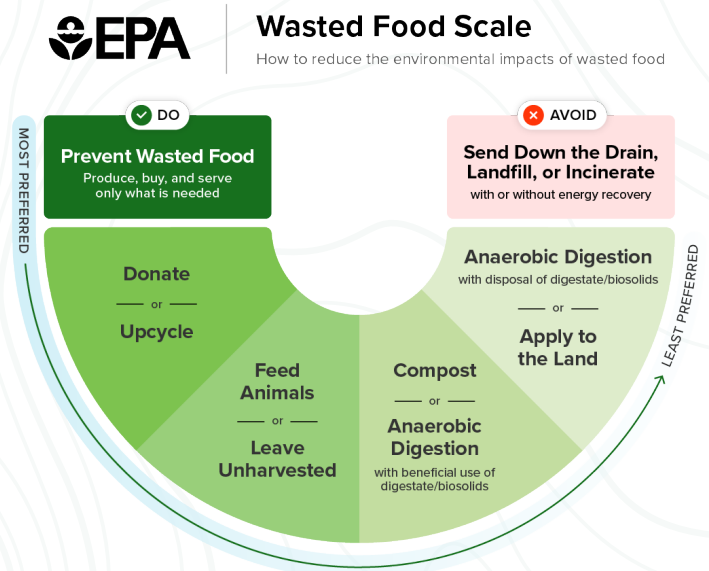 EPA
Wasted Food Scale
How to reduce the environmental impacts of wasted food
DO
AVOID
MOST PREFERRED
Prevent Wasted Food
Produce, buy, and serve
only what is needed
Send Down the Drain,
Landfill, or Incinerate
with or without energy recovery
Donate
or
Upcycle
Feed
Animals
or
Leave
Unharvested
Compost
or
Anaerobic
Digestion
with beneficial use of
digestate/biosolids
Anaerobic Digestion
with disposal of digestate/biosolids
or
Apply to
the Land
LEAST PREFERRED